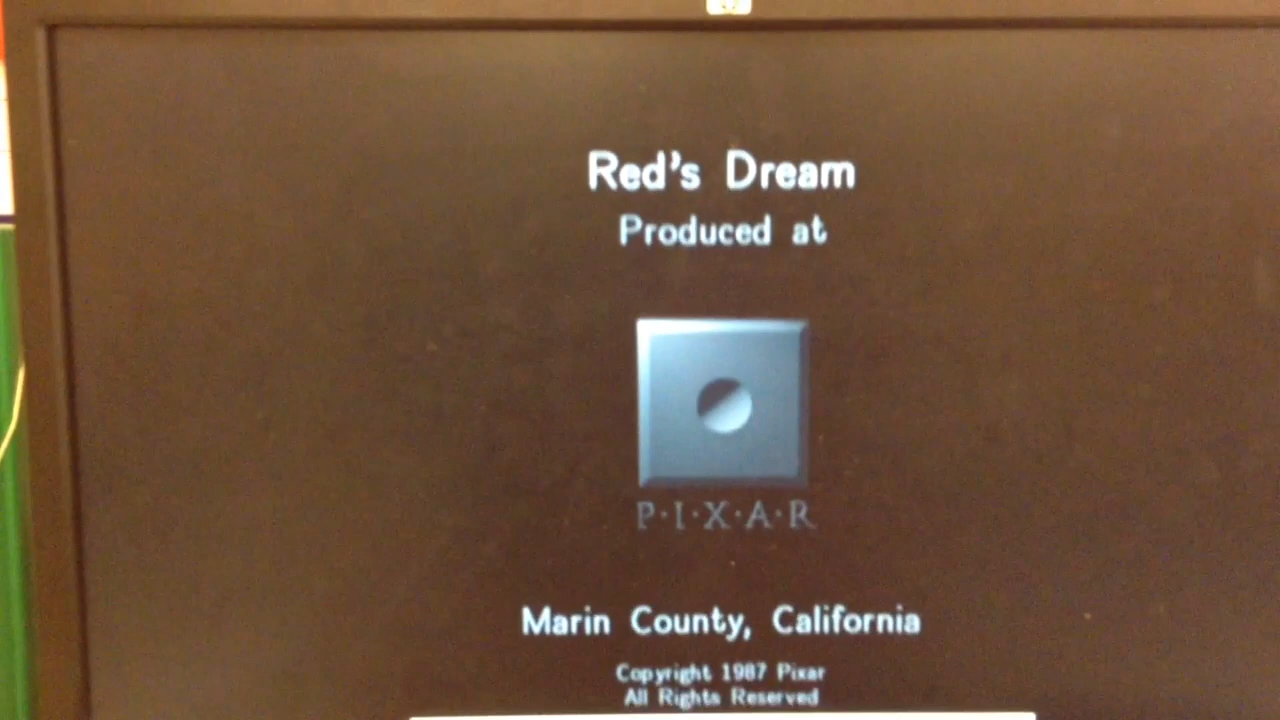 Red's Dream
Produced at
P·I·X·A·R
Marin County, California
Copyright 1987 Pixar
All Rights Reserved